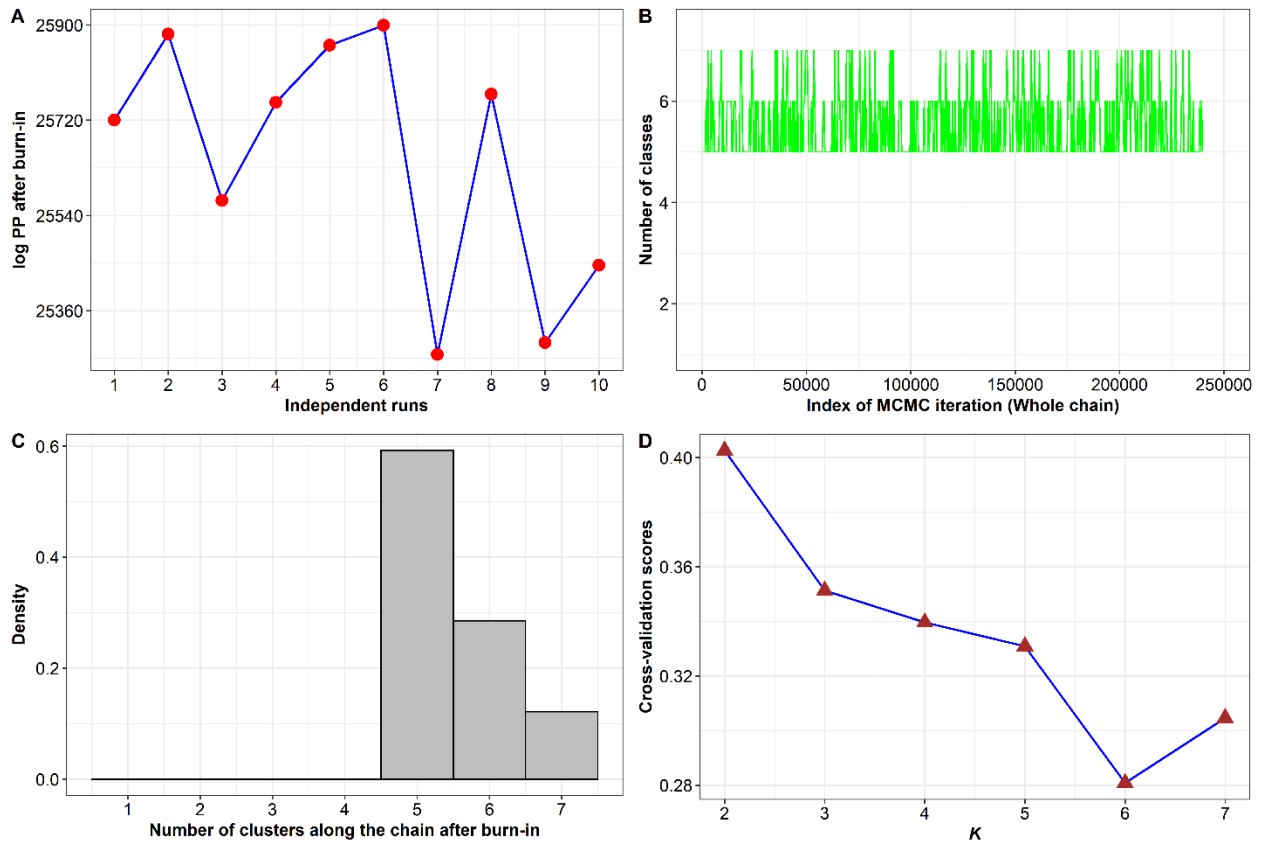 A
log PP after burn-in
25900
25720
25540
25360
1 2 3 4 5 6 7 8 9 10
Independent runs
B
Number of classes
6
4
2
0 50000 100000 150000 200000 250000
Index of MCMC iteration (Whole chain)
C
Density
0.6
0.4
0.2
0.0
1 2 3 4 5 6 7
Number of clusters along the chain after burn-in
D
Cross-validation scores
0.40
0.36
0.32
0.28
2 3 4 5 6 7
K